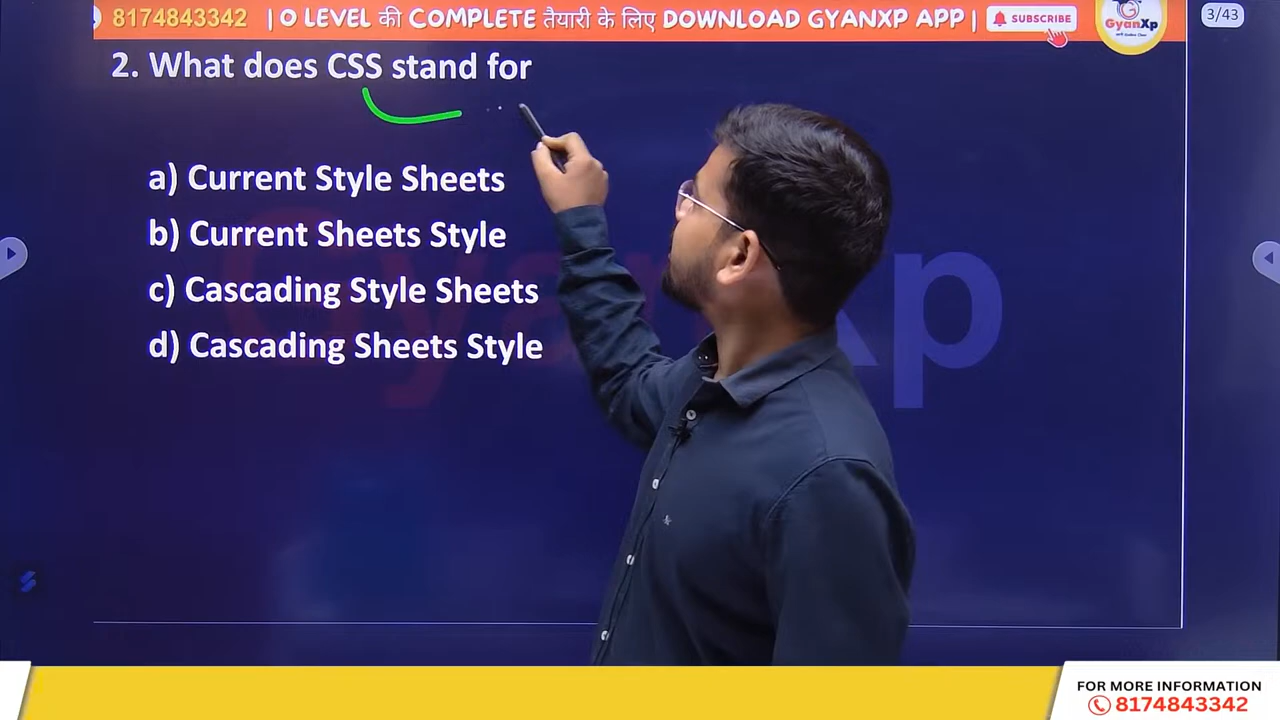 8174843342 | O LEVEL की COMPLETE तैयारी के लिए DOWNLOAD GYANXP APP |
SUBSCRIBE
GyanXp
3/43
2. What does CSS stand for
a) Current Style Sheets
b) Current Sheets Style
c) Cascading Style Sheets
d) Cascading Sheets Style
GyanXp
FOR MORE INFORMATION
8174843342